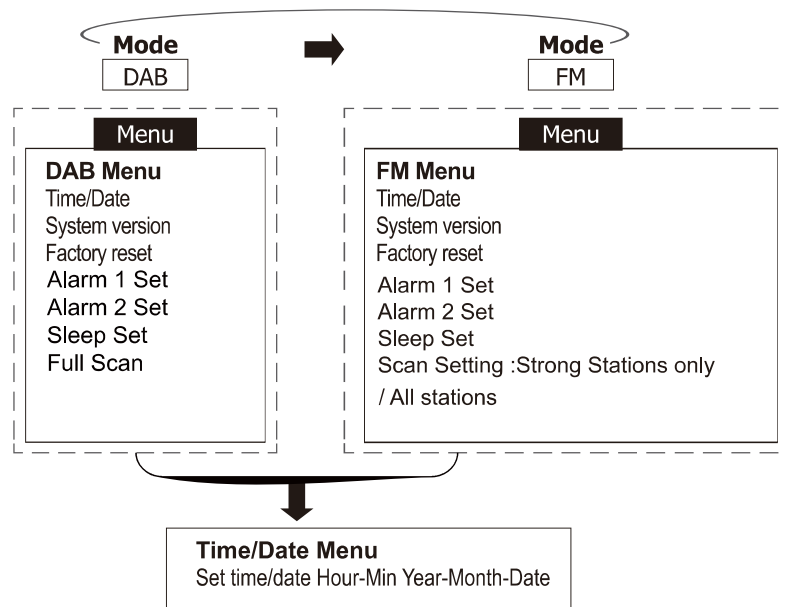 Mode
DAB
Menu
DAB Menu
Time/Date
System version
Factory reset
Alarm 1 Set
Alarm 2 Set
Sleep Set
Full Scan
Mode
FM
Menu
FM Menu
Time/Date
System version
Factory reset
Alarm 1 Set
Alarm 2 Set
Sleep Set
Scan Setting :Strong Stations only
/ All stations
Time/Date Menu
Set time/date Hour-Min Year-Month-Date